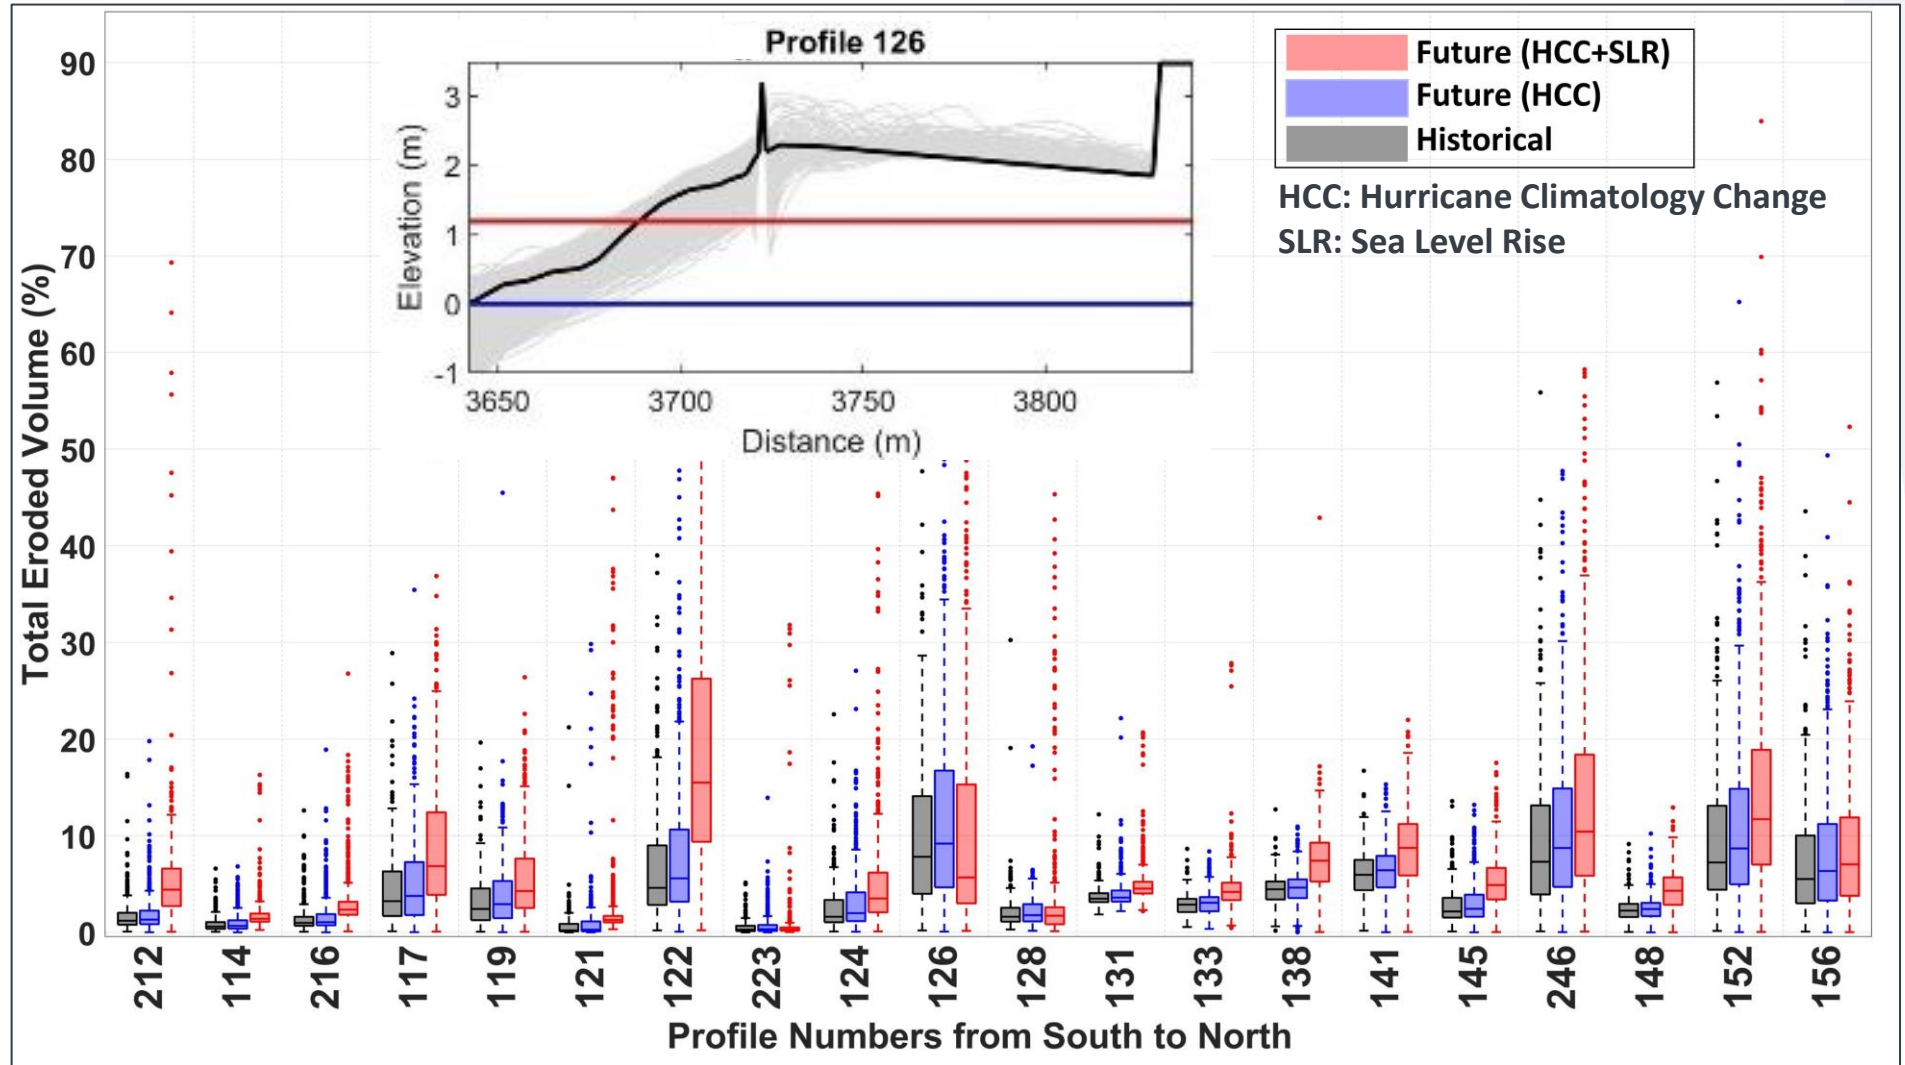 Profile 126
3
2
1
0
-1
Elevation (m)
3650 3700 3750 3800
Distance (m)
Future (HCC+SLR)
Future (HCC)
Historical
HCC: Hurricane Climatology Change
SLR: Sea Level Rise
Total Eroded Volume (%)
90
80
70
60
50
40
30
20
10
0
212 114 216 117 119 121 122 223 124 126 128 131 133 138 141 145 246 148 152 156
Profile Numbers from South to North